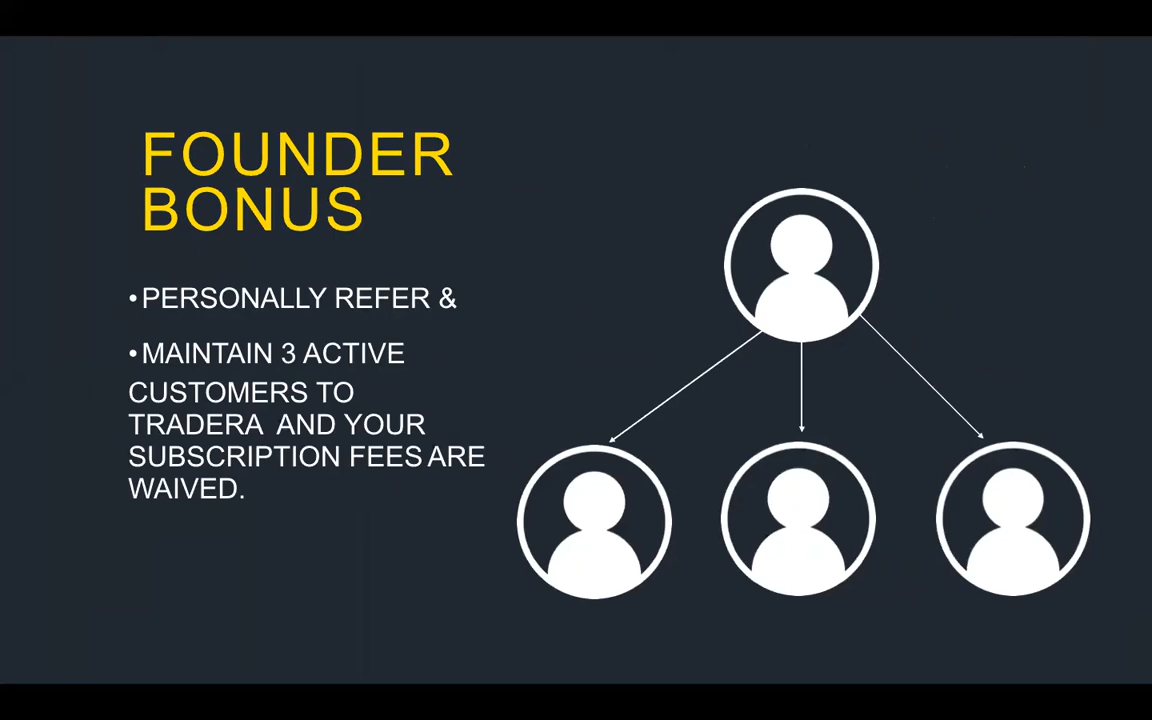 FOUNDER
BONUS
•PERSONALLY REFER &
•MAINTAIN 3 ACTIVE
CUSTOMERS TO
TRADERA  AND YOUR
SUBSCRIPTION FEES ARE
WAIVED.